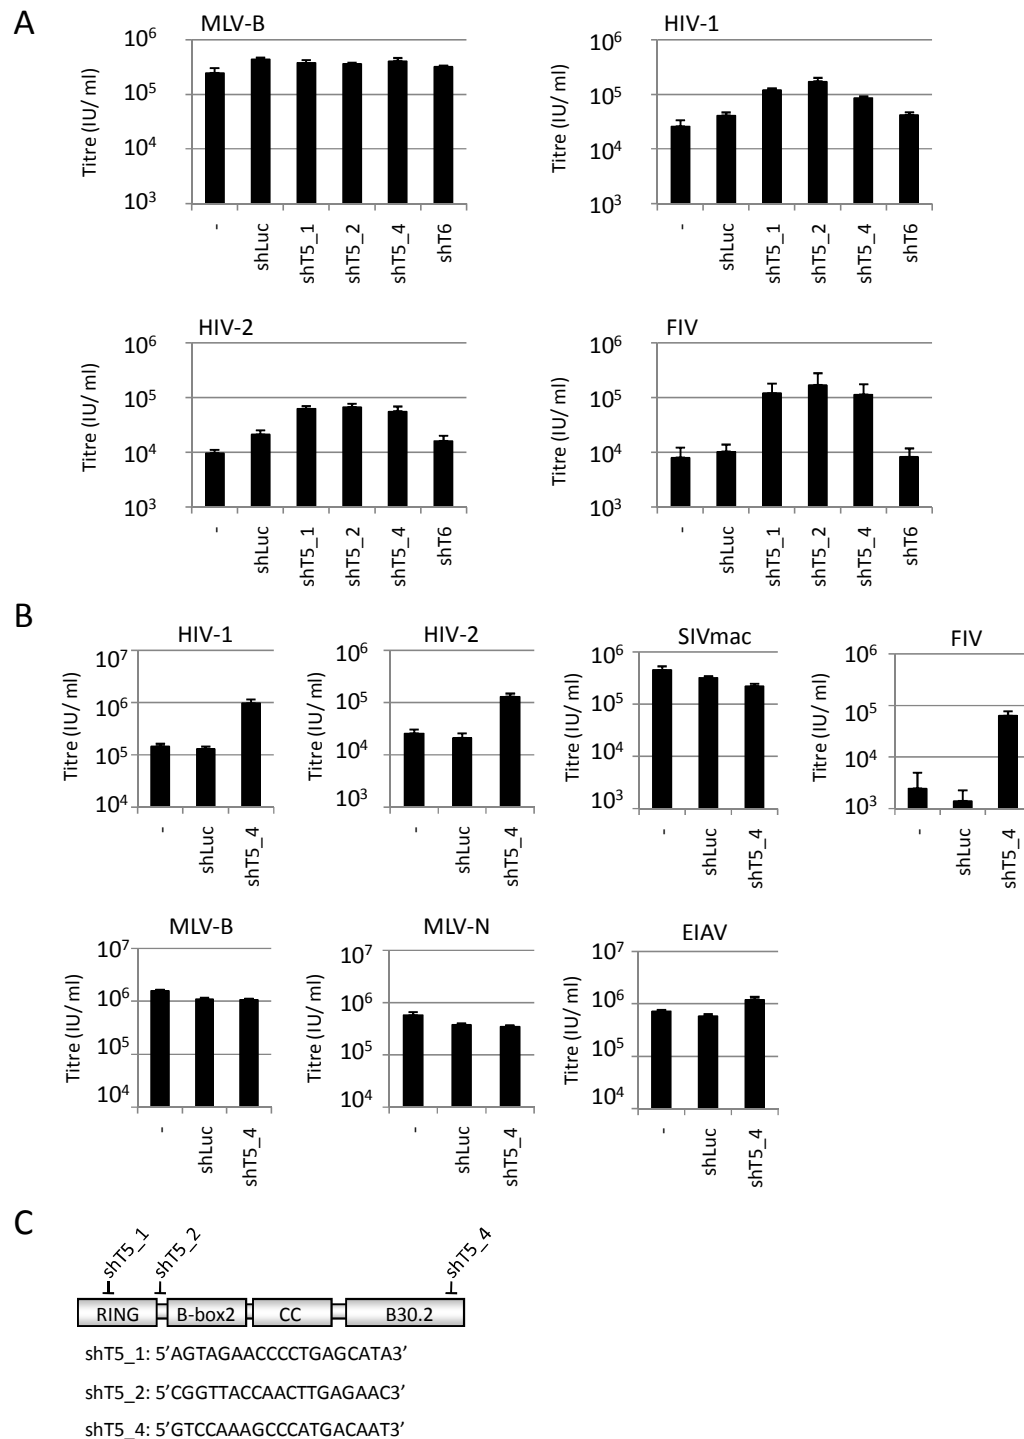 A
MLV-B
Titre (IU/ ml)
10⁶
10⁵
10⁴
10³
-
shLuc
shT5_1
shT5_2
shT5_4
shT6
HIV-1
Titre (IU/ ml)
10⁶
10⁵
10⁴
10³
-
shLuc
shT5_1
shT5_2
shT5_4
shT6
HIV-2
Titre (IU/ ml)
10⁶
10⁵
10⁴
10³
-
shLuc
shT5_1
shT5_2
shT5_4
shT6
FIV
Titre (IU/ ml)
10⁶
10⁵
10⁴
10³
-
shLuc
shT5_1
shT5_2
shT5_4
shT6
B
HIV-1
Titre (IU/ ml)
10⁷
10⁶
10⁵
10⁴
-
shLuc
shT5_4
HIV-2
Titre (IU/ ml)
10⁶
10⁵
10⁴
10³
-
shLuc
shT5_4
SIVmac
Titre (IU/ ml)
10⁶
10⁵
10⁴
10³
-
shLuc
shT5_4
FIV
Titre (IU/ ml)
10⁶
10⁵
10⁴
10³
-
shLuc
shT5_4
MLV-B
Titre (IU/ ml)
10⁷
10⁶
10⁵
10⁴
-
shLuc
shT5_4
MLV-N
Titre (IU/ ml)
10⁷
10⁶
10⁵
10⁴
-
shLuc
shT5_4
EIAV
Titre (IU/ ml)
10⁷
10⁶
10⁵
10⁴
-
shLuc
shT5_4
C
shT5_1 shT5_2 shT5_4
RING B-box2 CC B30.2
shT5_1: 5’AGTAGAACCCCTGAGCATA3’
shT5_2: 5’CGGTTACCAACTTGAGAAC3’
shT5_4: 5’GTCCAAAGCCCATGACAAT3’